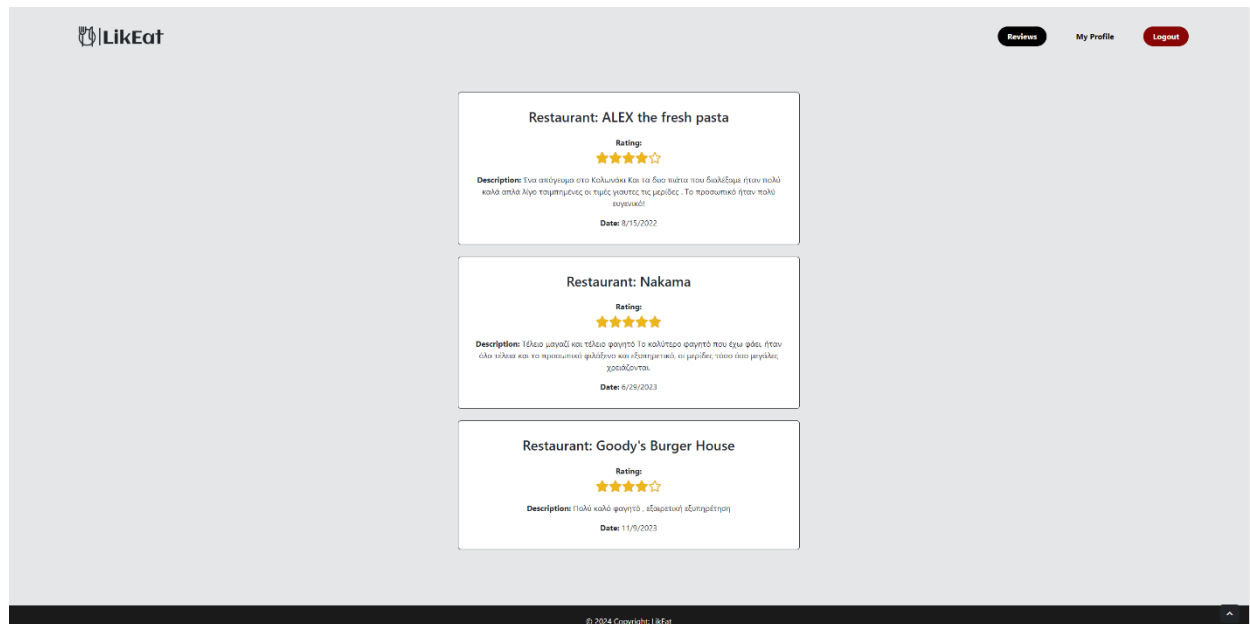 LikEat
Reviews
My Profile
Logout
Restaurant: ALEX the fresh pasta
Rating:
Description: Ένα απόγευμα στο Κολωνάκι Και τα δυο πιάτα που διαλέξαμε ήταν πολύ
καλά απλά λίγο τσιμπημένες οι τιμές γιαυτες τις μερίδες . Το προσωπικό ήταν πολύ
ευγενικό!
Date: 8/15/2022
Restaurant: Nakama
Rating:
Description: Τέλειο μαγαζί και τέλειο φαγητό Το καλύτερο φαγητό που έχω φάει, ήταν
όλα τέλεια και το προσωπικό φιλόξενο και εξυπηρετικό, οι μερίδες τόσο όσο μεγάλες
χρειάζονται.
Date: 6/29/2023
Restaurant: Goody's Burger House
Rating:
Description: Πολύ καλό φαγητό , εξαιρετική εξυπηρέτηση
Date: 11/9/2023
© 2024 Copyright: LikEat